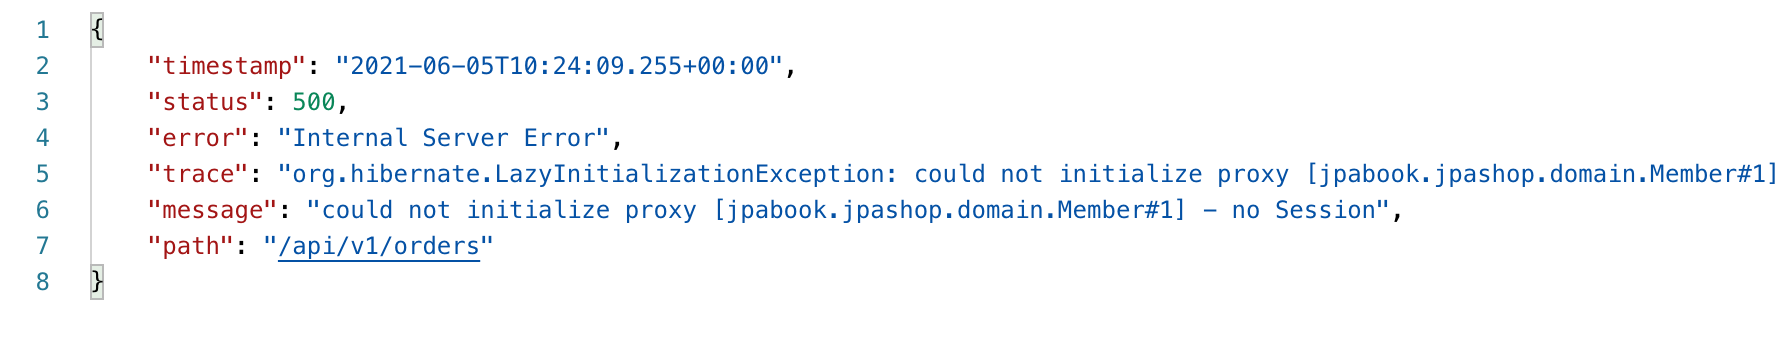 1 {
2 "timestamp": "2021-06-05T10:24:09.255+00:00",
3 "status": 500,
4 "error": "Internal Server Error",
5 "trace": "org.hibernate.LazyInitializationException: could not initialize proxy [jpabook.jpashop.domain.Member#1]
6 "message": "could not initialize proxy [jpabook.jpashop.domain.Member#1] - no Session",
7 "path": "/api/v1/orders"
8 }